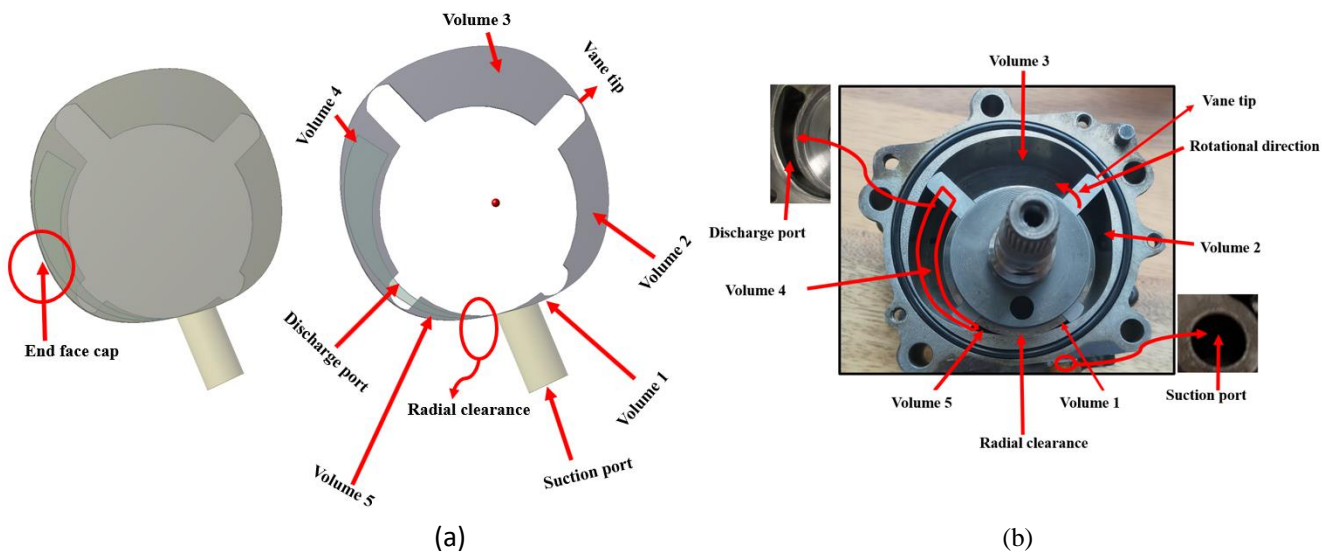 (a)
Volume 3
Vane tip
Volume 4
Volume 2
End face cap
Discharge port
Volume 1
Radial clearance
Suction port
Volume 5
Volume 3
Vane tip
Rotational direction
Discharge port
Volume 2
Volume 4
Volume 5
Volume 1
Suction port
Radial clearance
(a)
(b)